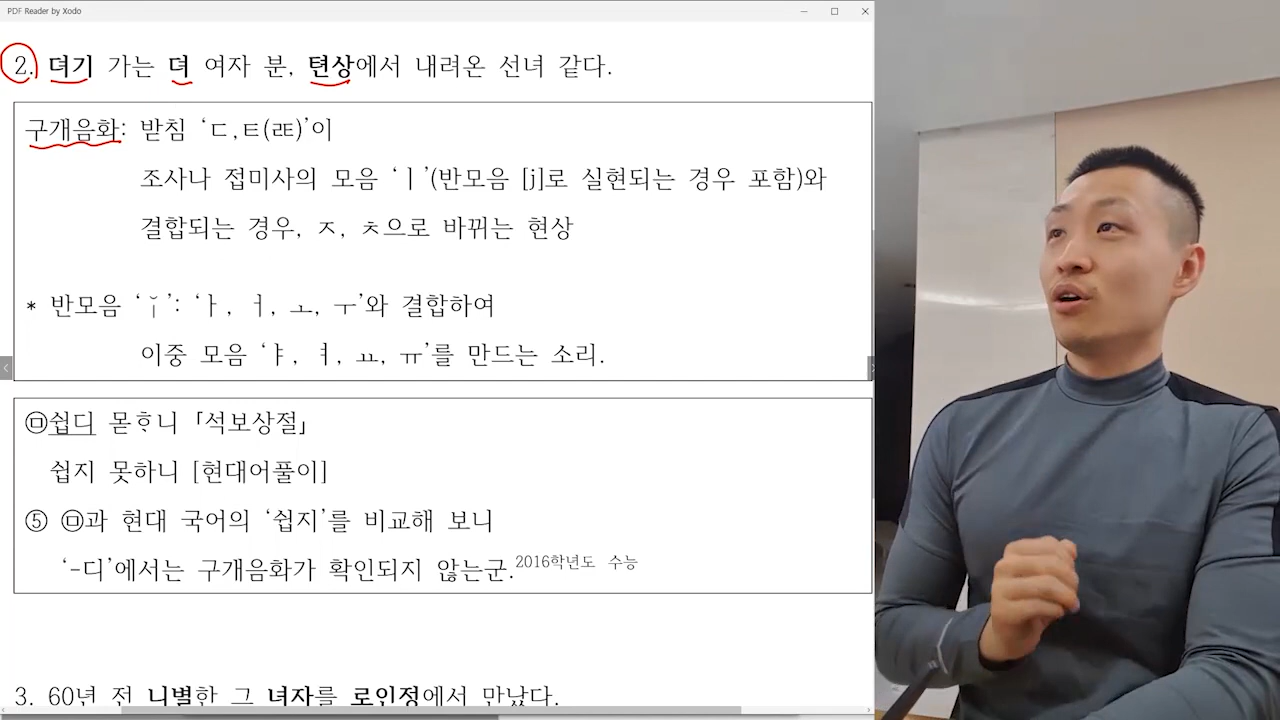 PDF Reader by Xodo
2. 뎌기 가는 뎌 여자 분, 텬상에서 내려온 선녀 같다.
구개음화: 받침 ‘ㄷ,ㅌ(ㄾ)’이
조사나 접미사의 모음 ‘ㅣ’(반모음 [j]로 실현되는 경우 포함)와
결합되는 경우, ㅈ, ㅊ으로 바뀌는 현상
* 반모음 ‘ㅣ̆’: ‘ㅏ, ㅓ, ㅗ, ㅜ’와 결합하여
이중 모음 ‘ㅑ, ㅕ, ㅛ, ㅠ’를 만드는 소리.
㉤쉽디 몯ᄒᆞ니 「석보상절」
쉽지 못하니 [현대어풀이]
⑤ ㉤과 현대 국어의 ‘쉽지’를 비교해 보니
‘-디’에서는 구개음화가 확인되지 않는군.2016학년도 수능
3. 60년 전 니별한 그 녀자를 로인정에서 만났다.